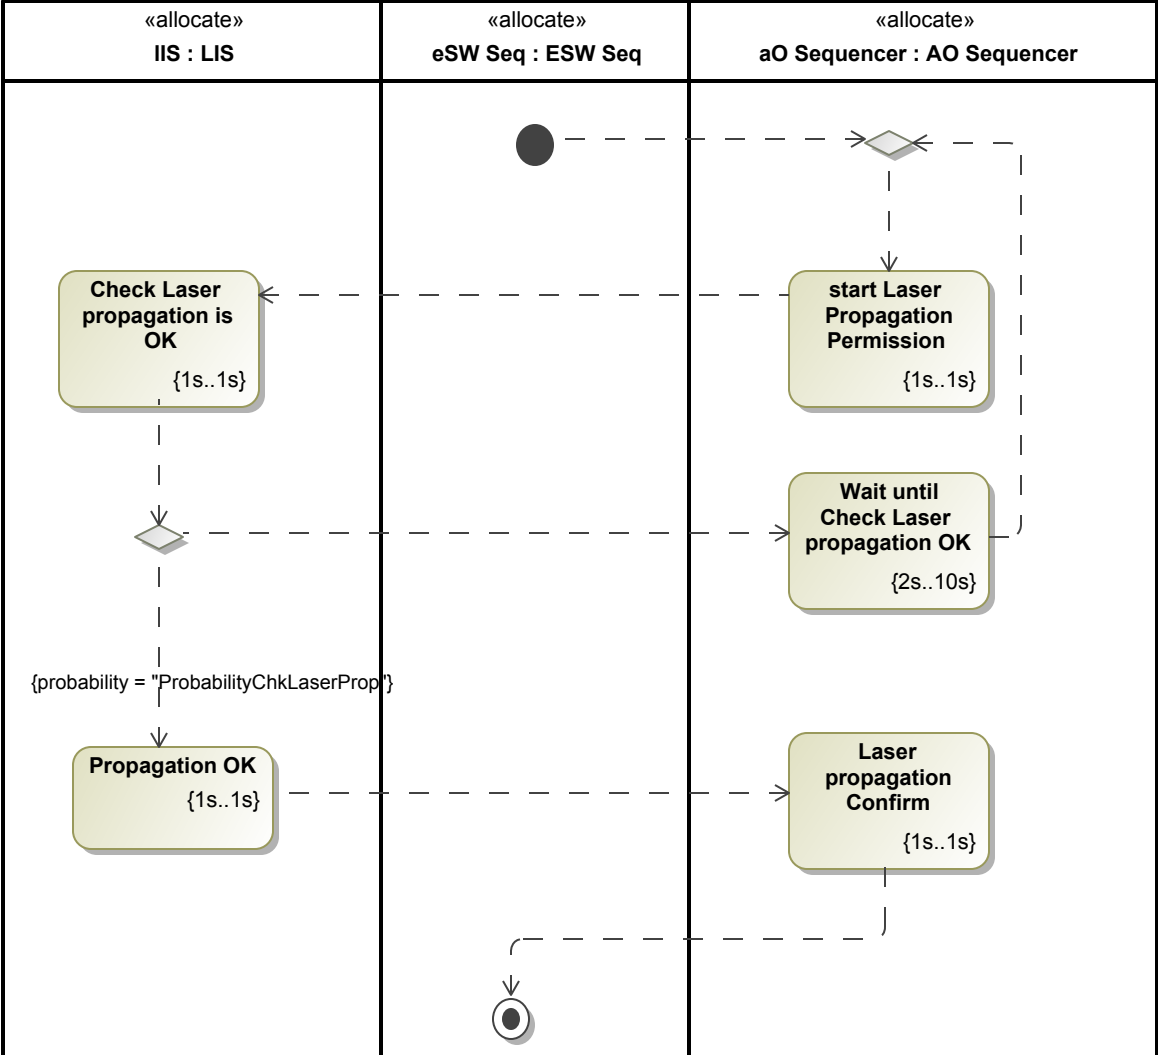 «allocate»
IIS : LIS
«allocate»
eSW Seq : ESW Seq
«allocate»
aO Sequencer : AO Sequencer
Check Laser
propagation is
OK
{1s..1s}
start Laser
Propagation
Permission
{1s..1s}
Wait until
Check Laser
propagation OK
{2s..10s}
{probability = "ProbabilityChkLaserProp"}
Propagation OK
{1s..1s}
Laser
propagation
Confirm
{1s..1s}